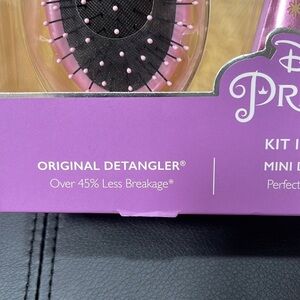 ORIGINAL DETANGLER®
Over 45% Less Breakage*
KIT
MINI
Perfect